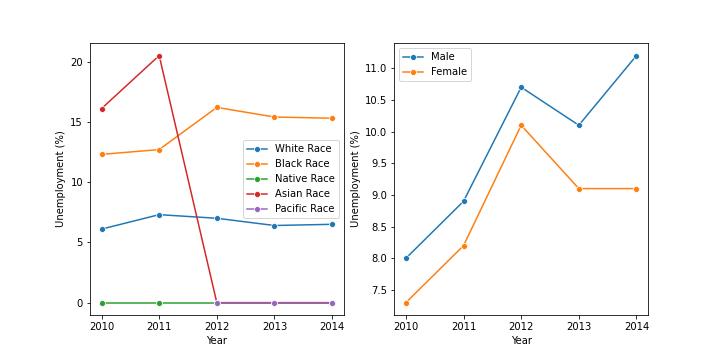 20
15
10
5
0
Unemployment (%)
2010 2011 2012 2013 2014
Year
White Race
Black Race
Native Race
Asian Race
Pacific Race
11.0
10.5
10.0
9.5
9.0
8.5
8.0
7.5
Unemployment (%)
2010 2011 2012 2013 2014
Year
Male
Female